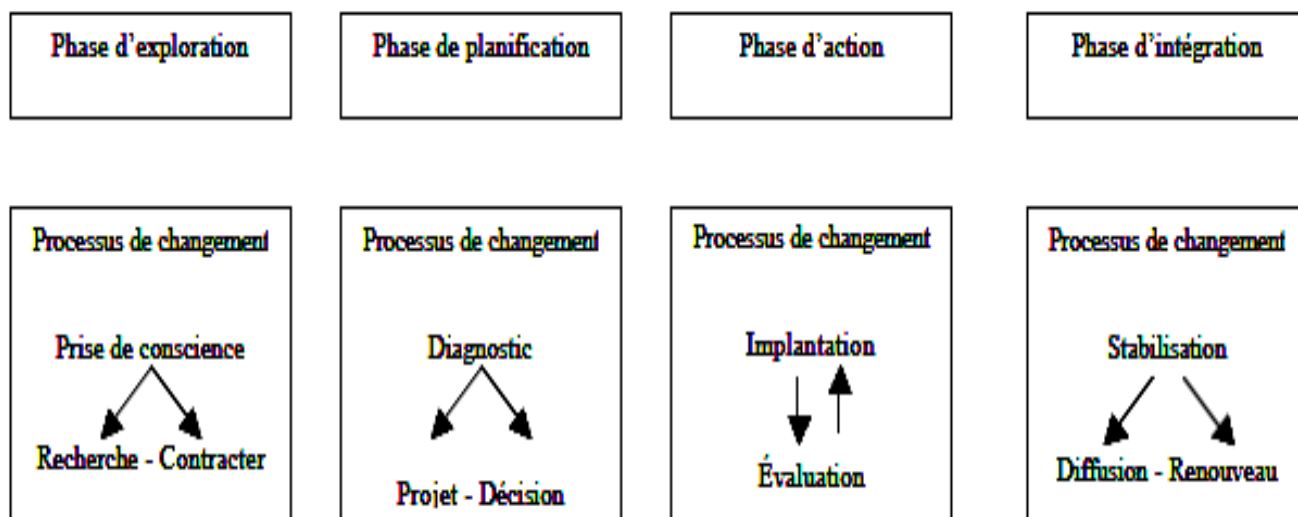 Phase d'exploration
Phase de planification
Phase d'action
Phase d'intégration
Processus de changement
Prise de conscience
Recherche - Contracter
Processus de changement
Diagnostic
Projet - Décision
Processus de changement
Implantation
Évaluation
Processus de changement
Stabilisation
Diffusion - Renouveau